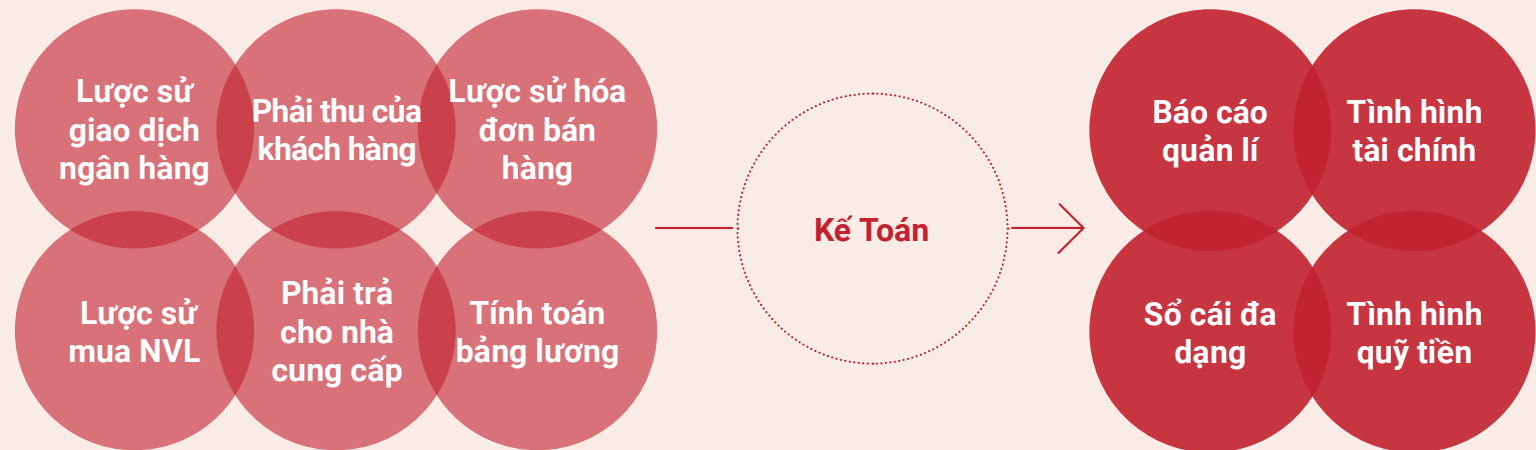 Lược sử
giao dịch
ngân hàng
Phải thu của
khách hàng
Lược sử hóa
đơn bán
hàng
Lược sử
mua NVL
Phải trả
cho nhà
cung cấp
Tính toán
bảng lương
Kế Toán
Báo cáo
quản lí
Tình hình
tài chính
Sổ cái đa
dạng
Tình hình
quỹ tiền